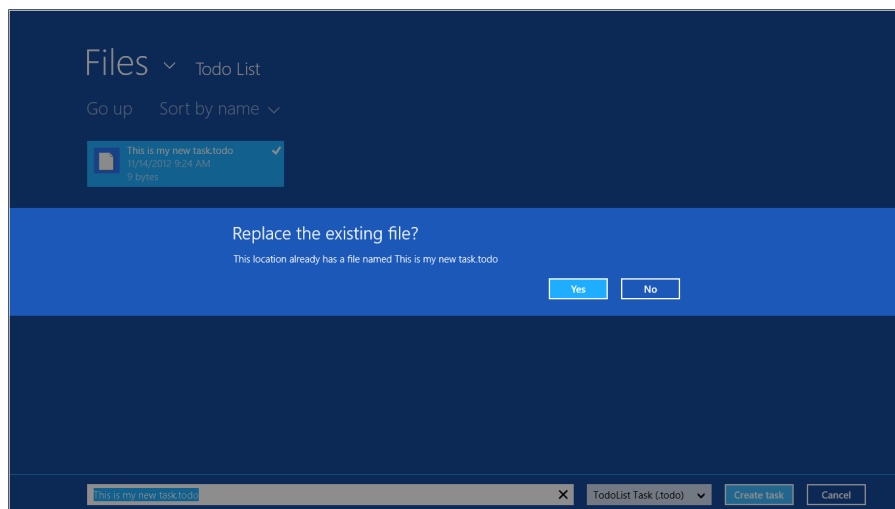 Files Todo List
Go up Sort by name
This is my new task.todo
11/14/2012 9:24 AM
9 bytes
Replace the existing file?
This location already has a file named This is my new task.todo
Yes No
This is my new task.todo TodoList Task (.todo) Create task Cancel